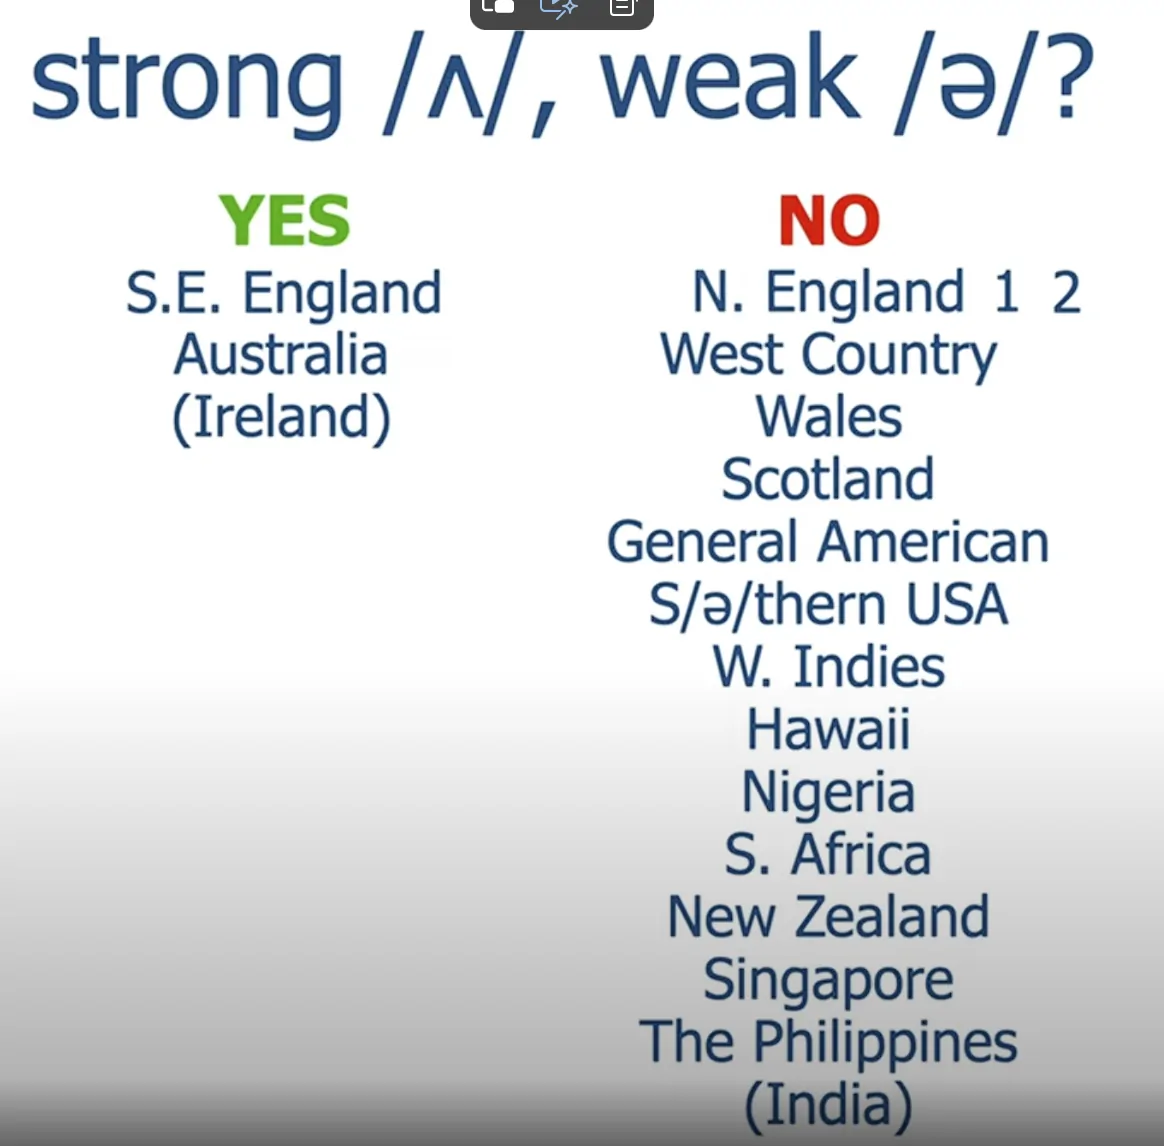 strong /ʌ/, weak /ə/?
YES
S.E. England
Australia
(Ireland)
NO
N. England 1 2
West Country
Wales
Scotland
General American
S/ə/thern USA
W. Indies
Hawaii
Nigeria
S. Africa
New Zealand
Singapore
The Philippines
(India)